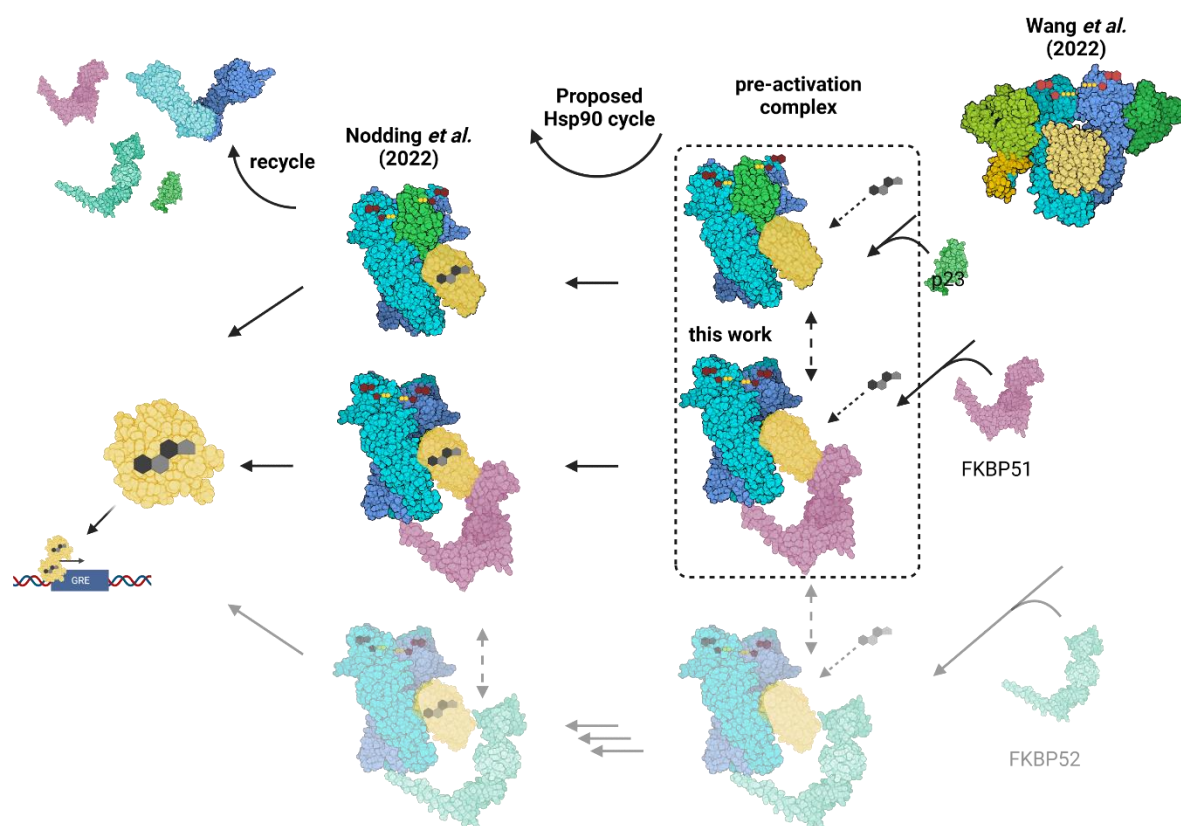 Wang et al.
(2022)
pre-activation
complex
Proposed
Hsp90 cycle
Nodding et al.
(2022)
recycle
p23
this work
FKBP51
GRE
FKBP52